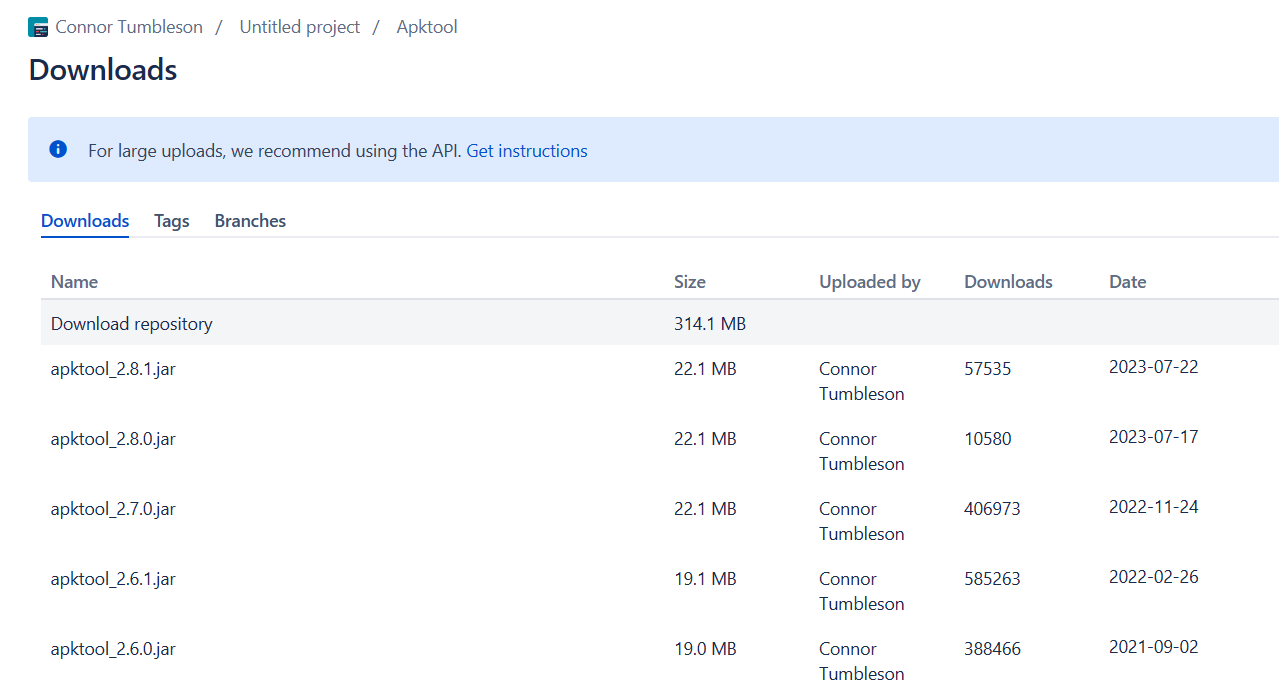 Connor Tumbleson / Untitled project / Apktool
Downloads
For large uploads, we recommend using the API. Get instructions
Downloads Tags Branches
Name Size Uploaded by Downloads Date
Download repository 314.1 MB
apktool_2.8.1.jar 22.1 MB Connor 57535 2023-07-22
Tumbleson
apktool_2.8.0.jar 22.1 MB Connor 10580 2023-07-17
Tumbleson
apktool_2.7.0.jar 22.1 MB Connor 406973 2022-11-24
Tumbleson
apktool_2.6.1.jar 19.1 MB Connor 585263 2022-02-26
Tumbleson
apktool_2.6.0.jar 19.0 MB Connor 388466 2021-09-02
Tumbleson